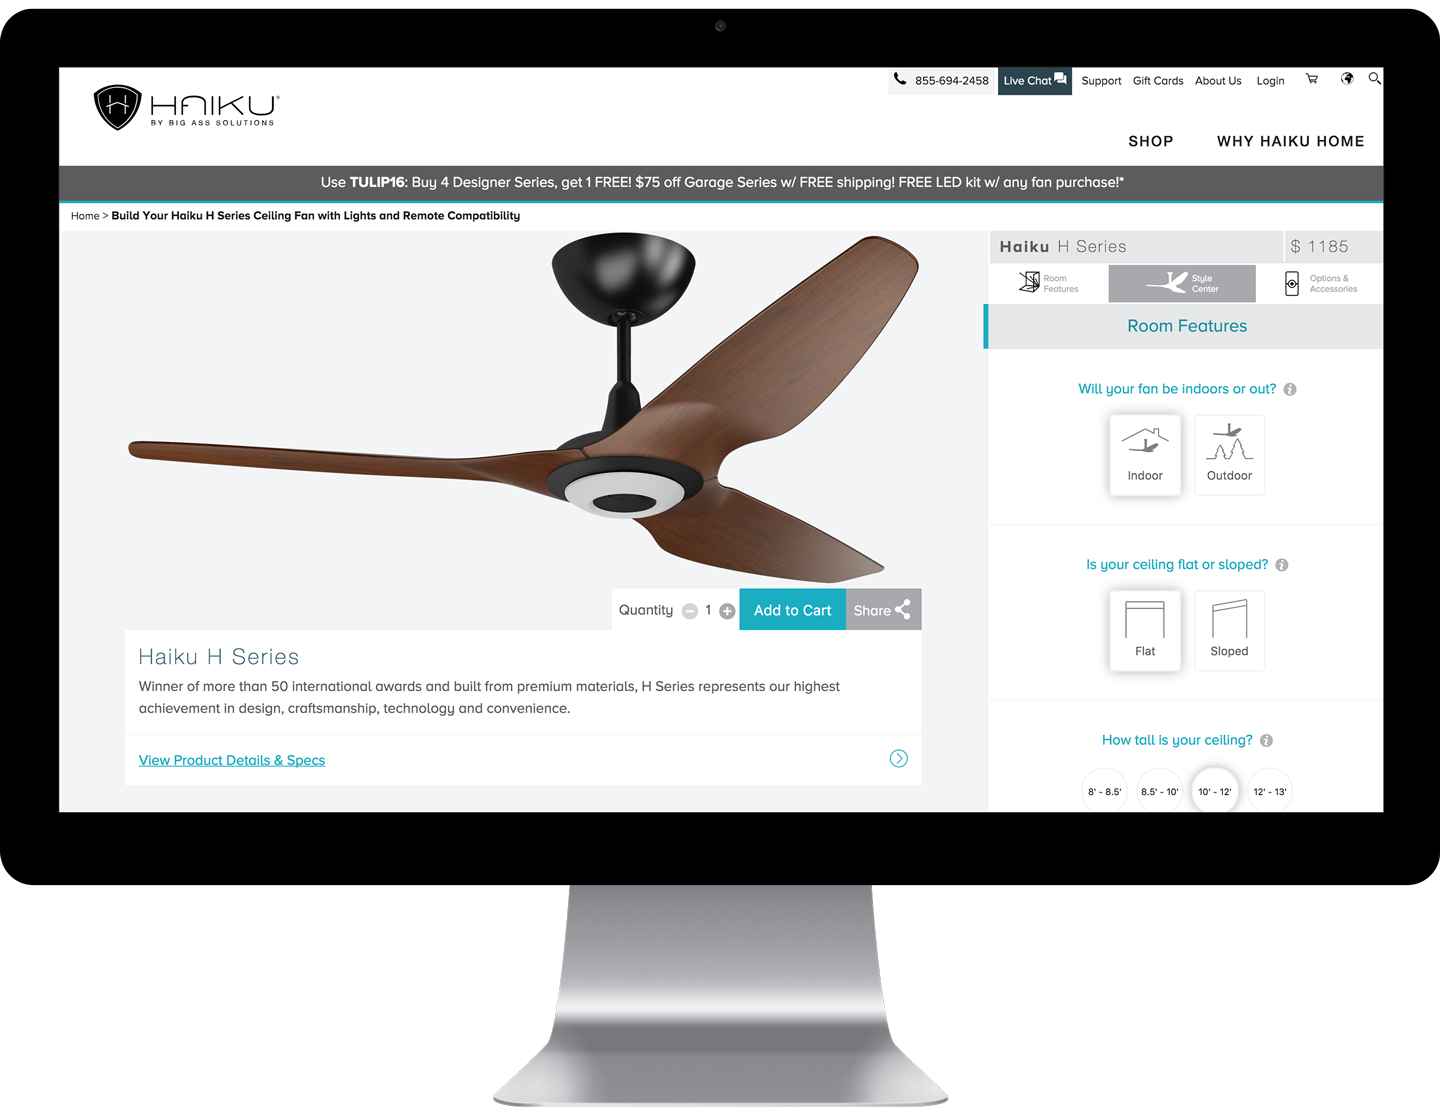 855-694-2458
Live Chat
Support
Gift Cards
About Us
Login
HAIKU®
BY BIG ASS SOLUTIONS
SHOP
WHY HAIKU HOME
Use TULIP16: Buy 4 Designer Series, get 1 FREE! $75 off Garage Series w/ FREE shipping! FREE LED kit w/ any fan purchase!*
Home > Build Your Haiku H Series Ceiling Fan with Lights and Remote Compatibility
Haiku H Series
$ 1185
Room
Features
Style
Center
Options &
Accessories
Room Features
Will your fan be indoors or out?
Indoor
Outdoor
Is your ceiling flat or sloped?
Flat
Sloped
How tall is your ceiling?
8' - 8.5'
8.5' - 10'
10' - 12'
12' - 13'
Quantity
1
Add to Cart
Share
Haiku H Series
Winner of more than 50 international awards and built from premium materials, H Series represents our highest
achievement in design, craftsmanship, technology and convenience.
View Product Details & Specs